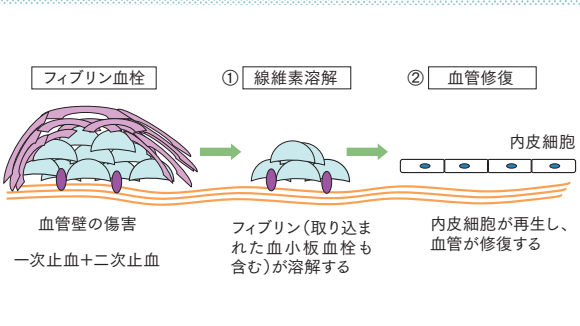 フィブリン血栓
① 線維素溶解
② 血管修復
内皮細胞
血管壁の傷害
一次止血+二次止血
フィブリン(取り込ま
れた血小板血栓も
含む)が溶解する
内皮細胞が再生し、
血管が修復する